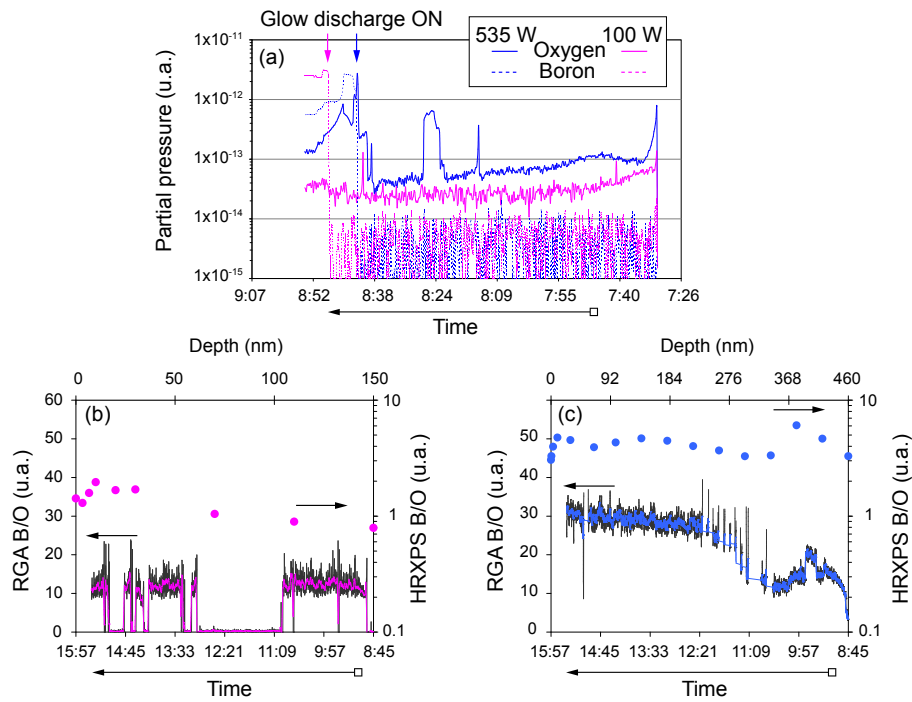 Glow discharge ON
1x10-11
(a)
535 W
100 W
Oxygen
Boron
1x10-12
1x10-13
1x10-14
1x10-15
Partial pressure (u.a.)
9:07 8:52 8:38 8:24 8:09 7:55 7:40 7:26
Time
Depth (nm)
0 50 100 150
60
50
40
30
20
10
0
RGA B/O (u.a.)
(b)
10
1
0.1
HRXPS B/O (u.a.)
15:57 14:45 13:33 12:21 11:09 9:57 8:45
Time
Depth (nm)
0 92 184 276 368 460
60
50
40
30
20
10
0
RGA B/O (u.a.)
(c)
10
1
0.1
HRXPS B/O (u.a.)
15:57 14:45 13:33 12:21 11:09 9:57 8:45
Time